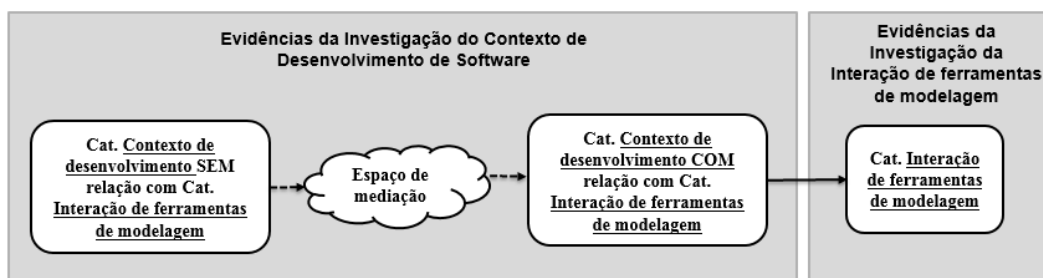 Evidências da Investigação do Contexto de
Desenvolvimento de Software
Cat. Contexto de
desenvolvimento SEM
relação com Cat.
Interação de ferramentas
de modelagem
Espaço de
mediação
Cat. Contexto de
desenvolvimento COM
relação com Cat.
Interação de ferramentas
de modelagem
Evidências da
Investigação da
Interação de ferramentas
de modelagem
Cat. Interação
de ferramentas
de modelagem